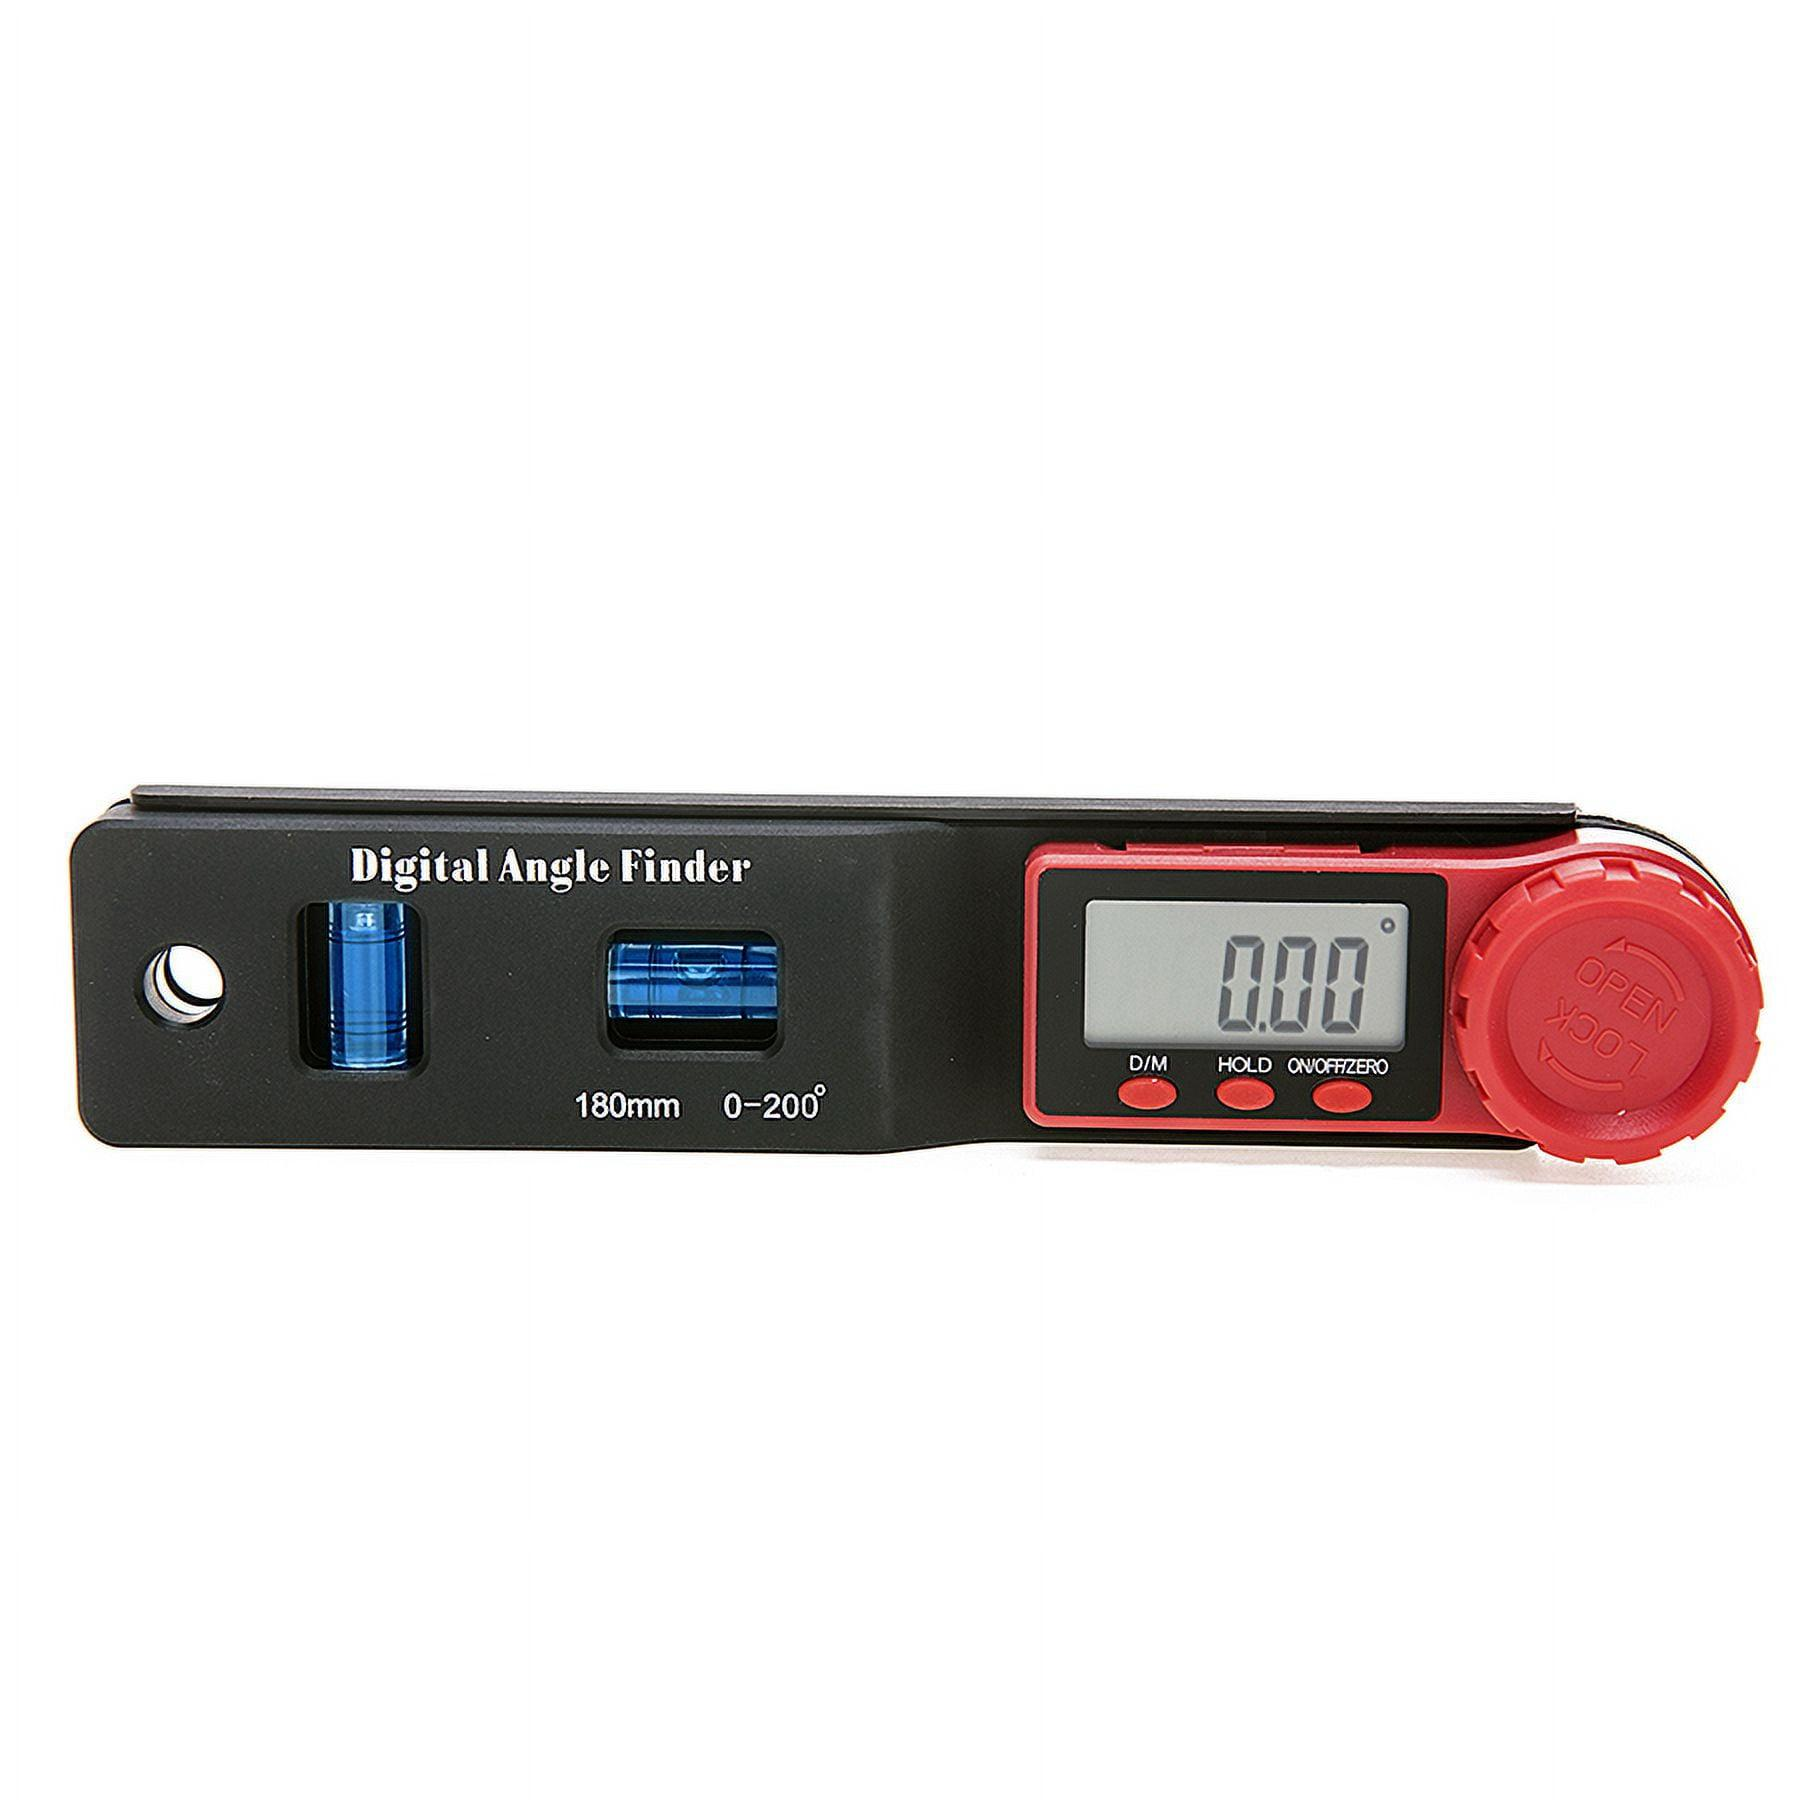 Digital Angle Finder
180mm 0-200°
0.00°
D/M HOLD ON/OFF/ZERO
OPEN
LOCK